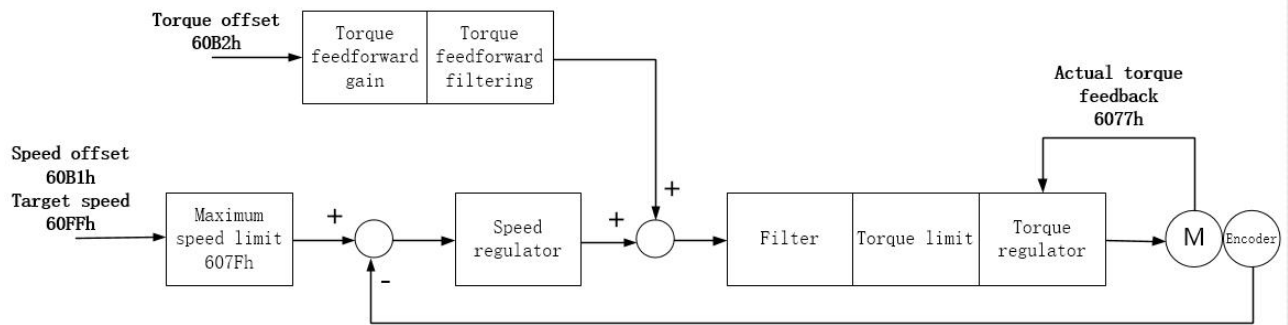 Torque offset
60B2h
Torque
feedforward
gain
Torque
feedforward
filtering
Actual torque
feedback
6077h
Speed offset
60B1h
Target speed
60FFh
Maximum
speed limit
607Fh
+
-
Speed
regulator
+
+
Filter
Torque limit
Torque
regulator
M
Encoder